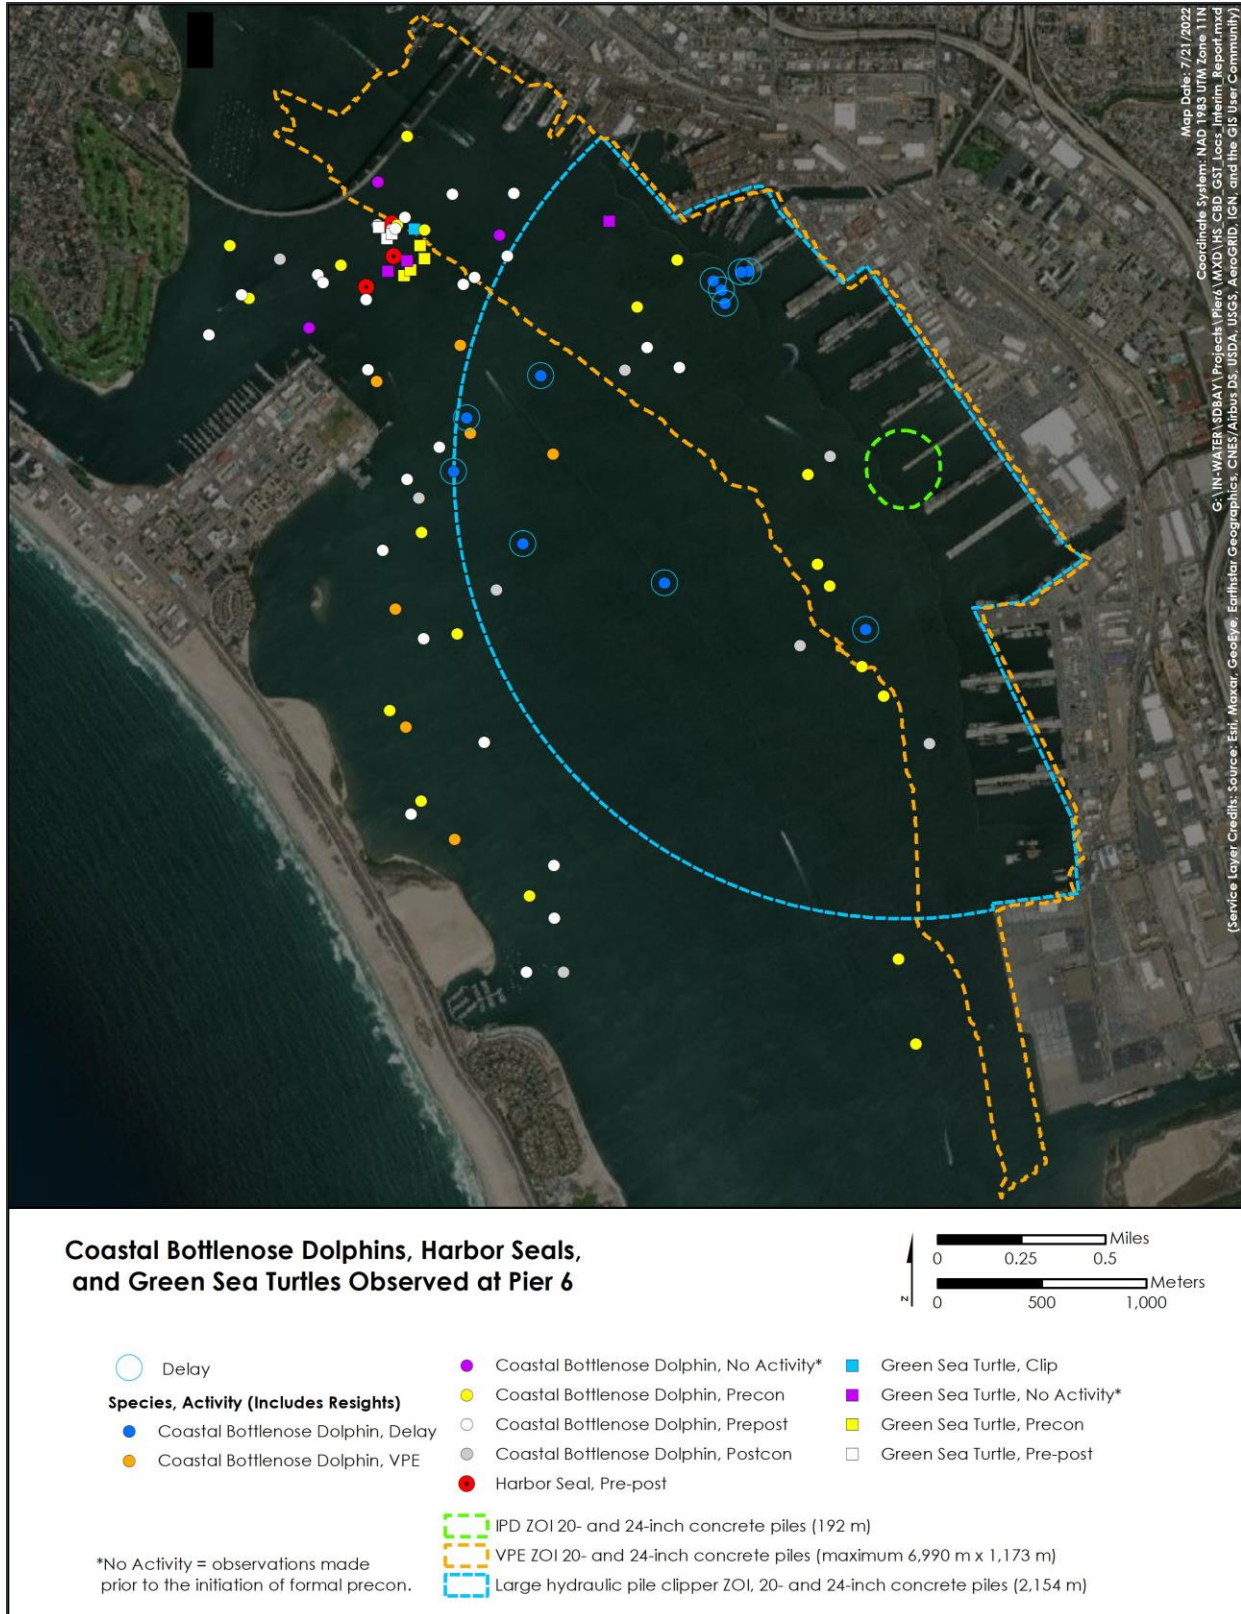 Map Date: 7/21/2022
Coordinate System: NAD 1983 UTM Zone 11N
G:\IN-WATER\SDBAY\Projects\Pier6\MXD\HS_CBD_GST_Locs_Interim_Report.mxd
(Service Layer Credits: Source: Esri, Maxar, GeoEye, Earthstar Geographics, CNES/Airbus DS, USDA, USGS, AeroGRID, IGN, and the GIS User Community)
Coastal Bottlenose Dolphins, Harbor Seals,
and Green Sea Turtles Observed at Pier 6
N
Miles
0 0.25 0.5
Meters
0 500 1,000
Delay
Species, Activity (Includes Resights)
Coastal Bottlenose Dolphin, Delay
Coastal Bottlenose Dolphin, VPE
Coastal Bottlenose Dolphin, No Activity*
Coastal Bottlenose Dolphin, Precon
Coastal Bottlenose Dolphin, Prepost
Coastal Bottlenose Dolphin, Postcon
Harbor Seal, Pre-post
Green Sea Turtle, Clip
Green Sea Turtle, No Activity*
Green Sea Turtle, Precon
Green Sea Turtle, Pre-post
IPD ZOI 20- and 24-inch concrete piles (192 m)
VPE ZOI 20- and 24-inch concrete piles (maximum 6,990 m x 1,173 m)
Large hydraulic pile clipper ZOI, 20- and 24-inch concrete piles (2,154 m)
*No Activity = observations made
prior to the initiation of formal precon.